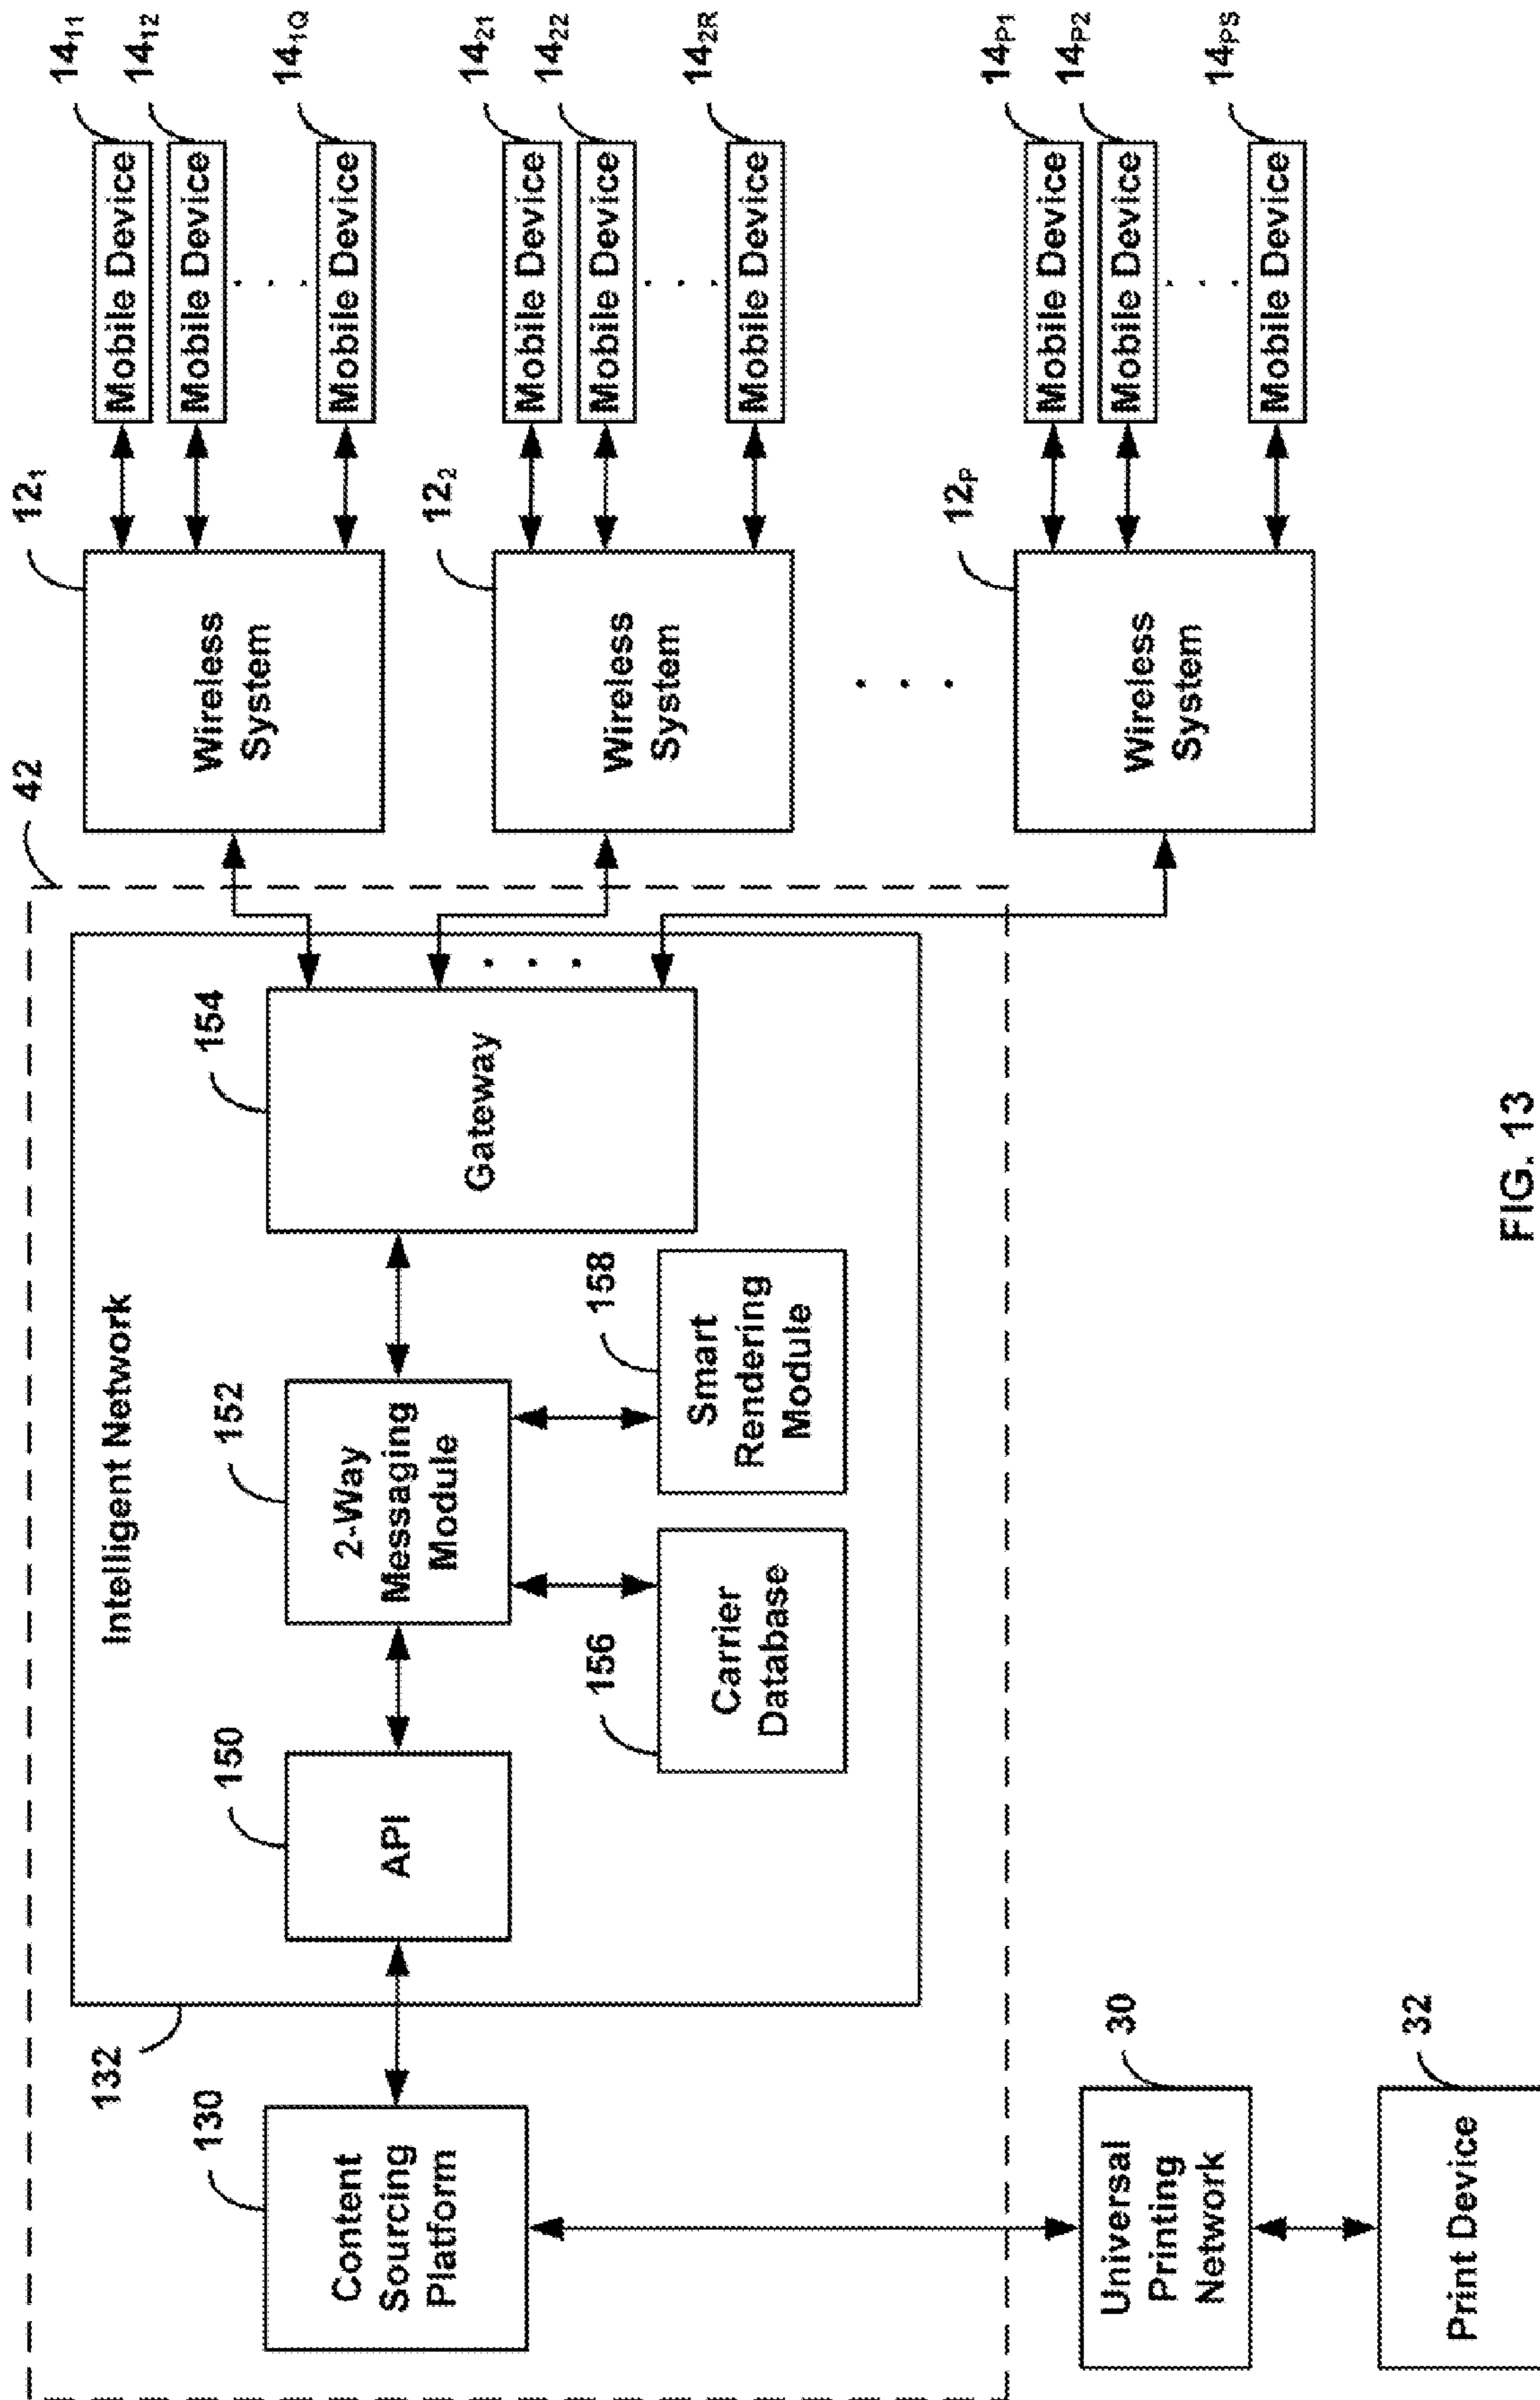 42
132
Intelligent Network
130
Content
Sourcing
Platform
150
API
152
2-Way
Messaging
Module
154
Gateway
. . .
156
Carrier
Database
158
Smart
Rendering
Module
12₁
Wireless
System
Mobile Device
14₁₁
Mobile Device
14₁₂
. . .
Mobile Device
14₁Q
12₂
Wireless
System
Mobile Device
14₂₁
Mobile Device
14₂₂
. . .
Mobile Device
14₂R
. . .
12P
Wireless
System
Mobile Device
14P1
Mobile Device
14P2
. . .
Mobile Device
14PS
30
Universal
Printing
Network
32
Print Device
FIG. 13